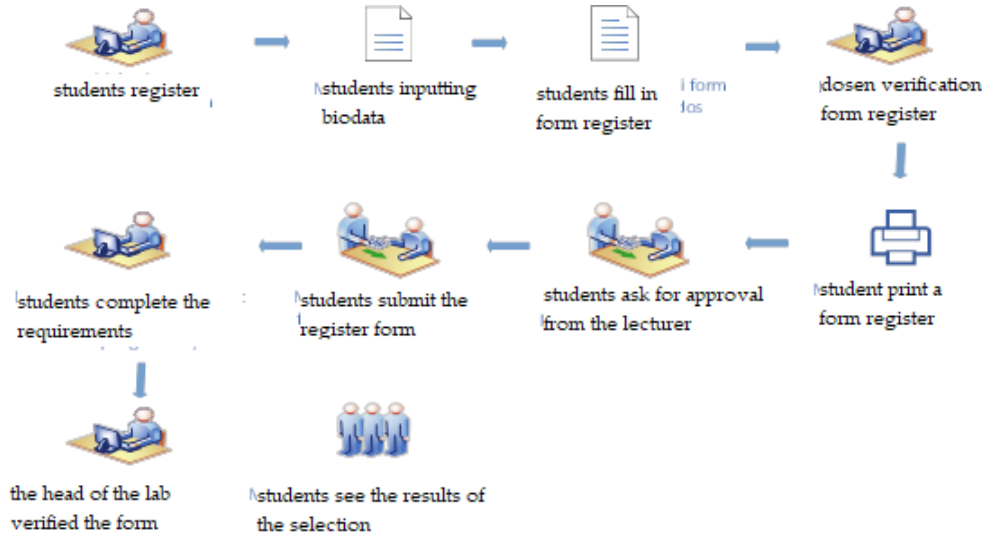 students register
students inputting
biodata
students fill in
form register
form
dosen verification
form register
students complete the
requirements
students submit the
register form
students ask for approval
from the lecturer
student print a
form register
the head of the lab
verified the form
students see the results of
the selection